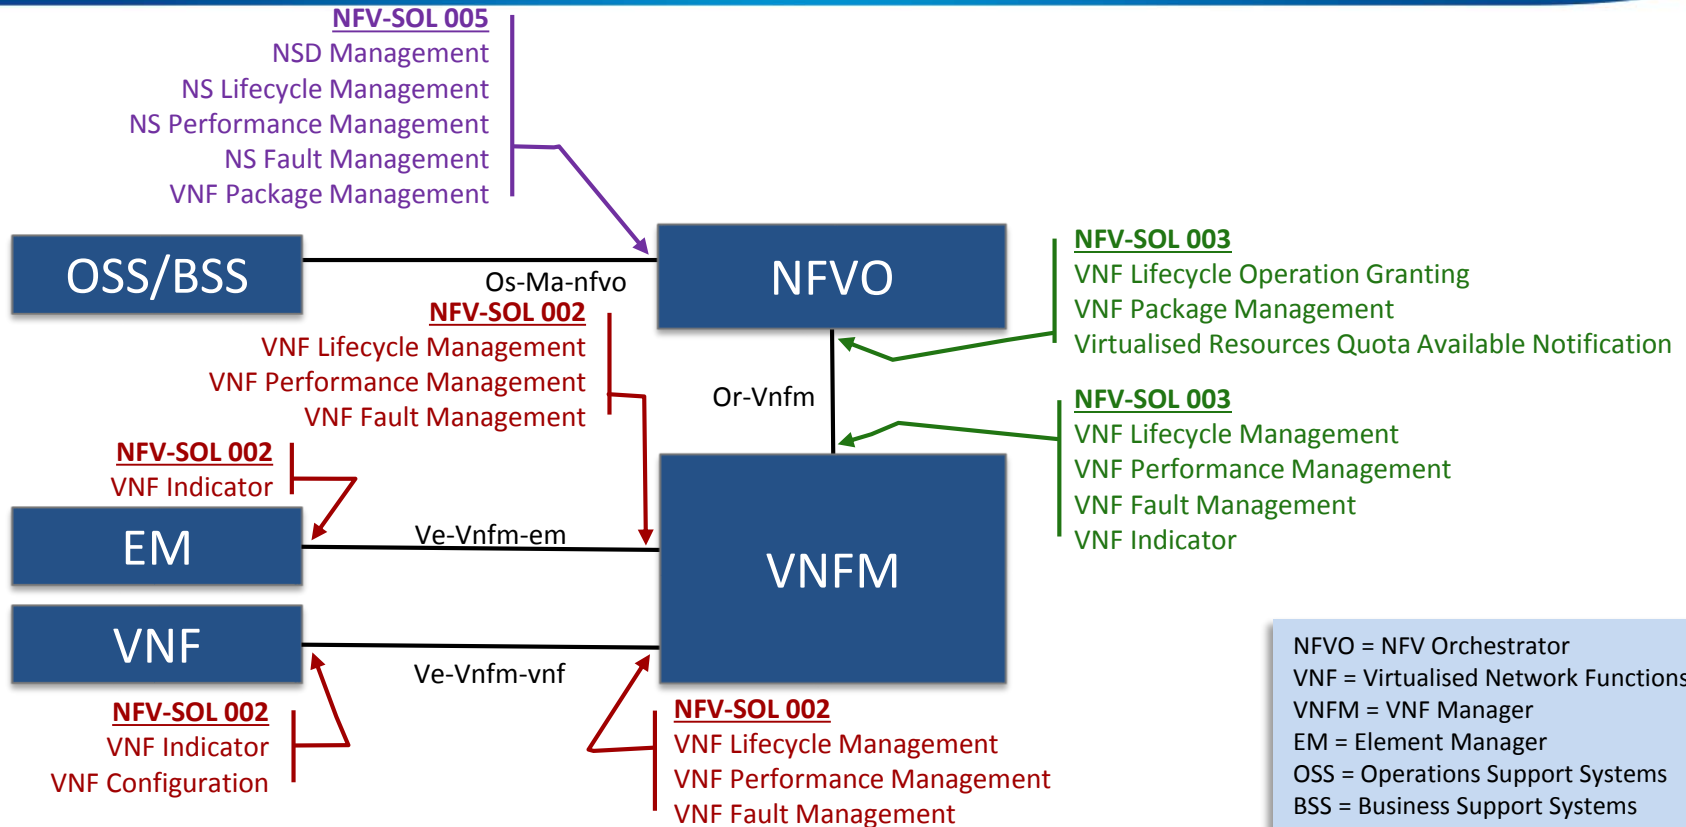 NFV-SOL 005
NSD Management
NS Lifecycle Management
NS Performance Management
NS Fault Management
VNF Package Management
OSS/BSS
Os-Ma-nfvo
NFVO
NFV-SOL 003
VNF Lifecycle Operation Granting
VNF Package Management
Virtualised Resources Quota Available Notification
NFV-SOL 002
VNF Lifecycle Management
VNF Performance Management
VNF Fault Management
Or-Vnfm
NFV-SOL 003
VNF Lifecycle Management
VNF Performance Management
VNF Fault Management
VNF Indicator
NFV-SOL 002
VNF Indicator
EM
Ve-Vnfm-em
VNFM
VNF
Ve-Vnfm-vnf
NFV-SOL 002
VNF Indicator
VNF Configuration
NFV-SOL 002
VNF Lifecycle Management
VNF Performance Management
VNF Fault Management
NFVO = NFV Orchestrator
VNF = Virtualised Network Functions
VNFM = VNF Manager
EM = Element Manager
OSS = Operations Support Systems
BSS = Business Support Systems